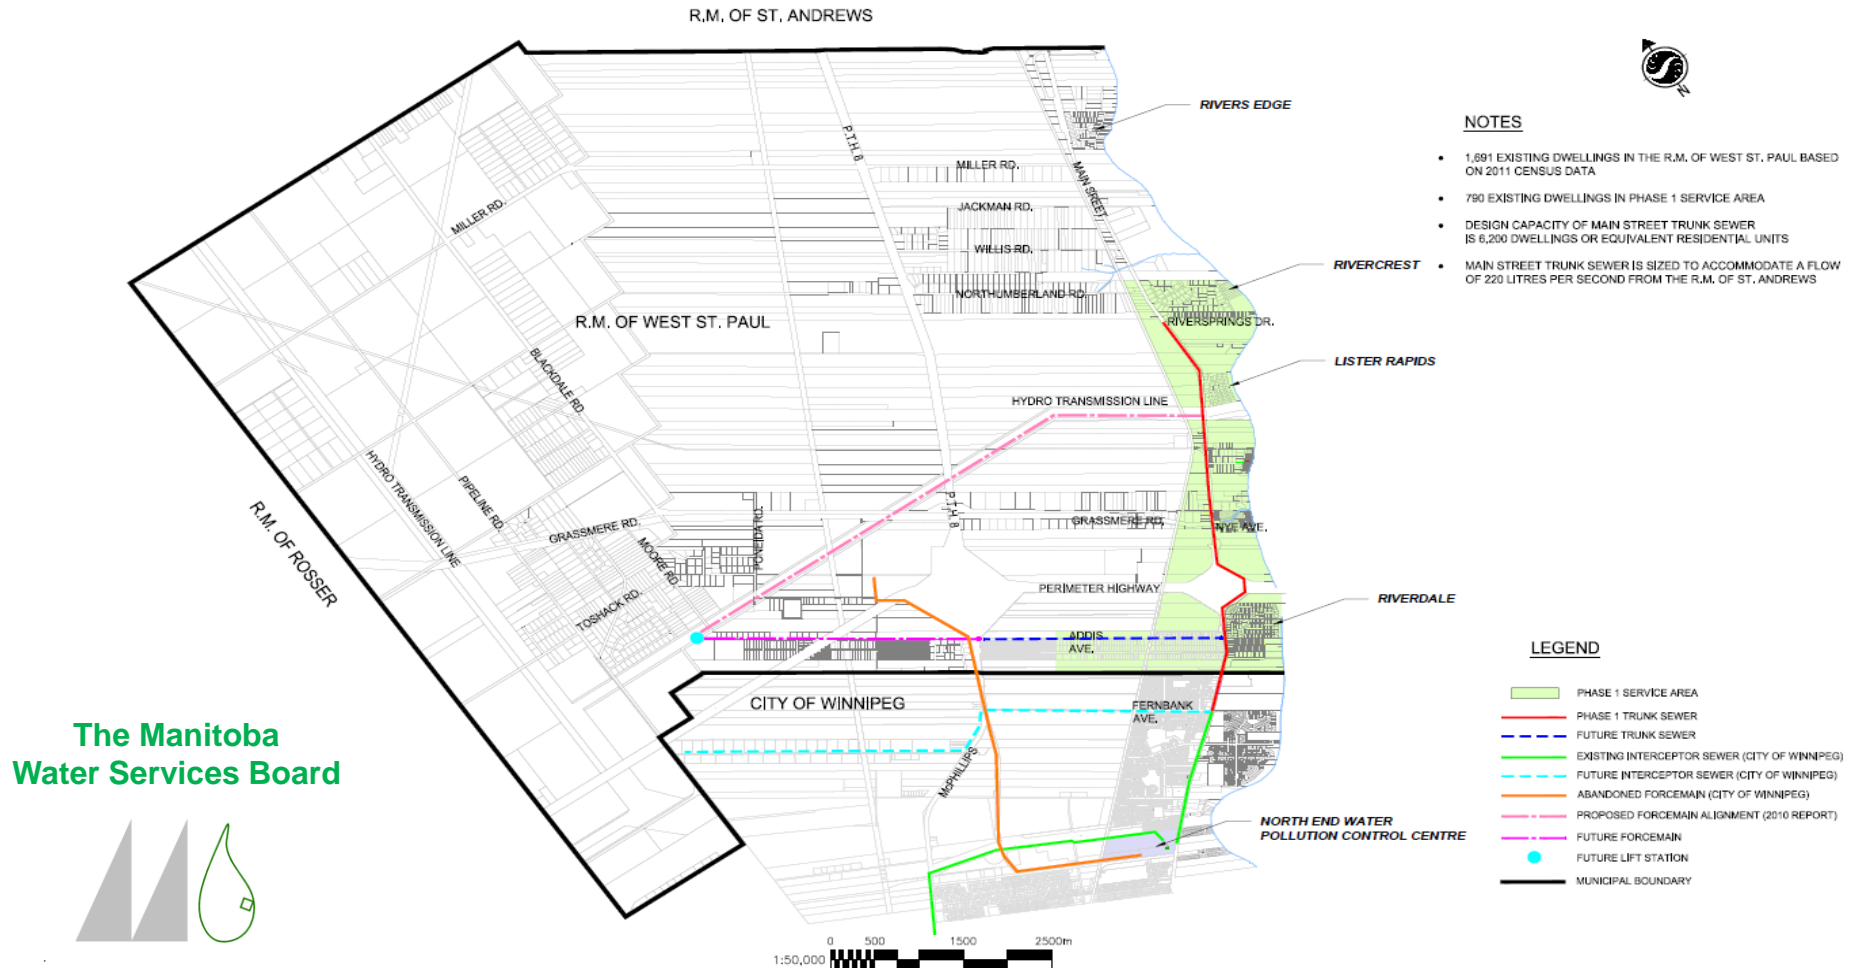 R.M. OF ST. ANDREWS
RIVERS EDGE
P.T.H. 8
MILLER RD.
MAIN STREET
JACKMAN RD.
MILLER RD.
WILLIS RD.
RIVERCREST
NORTHUMBERLAND RD.
R.M. OF WEST ST. PAUL
RIVERSPRINGS DR.
LISTER RAPIDS
BLACKDALE RD.
HYDRO TRANSMISSION LINE
HYDRO TRANSMISSION LINE
PIPELINE RD.
P.T.H. 8
R.M. OF ROSSER
GRASSMERE RD.
GRASSMERE RD.
NYE AVE.
MOORE RD.
PERIMETER HIGHWAY
TOSHACK RD.
RIVERDALE
ADDIS
AVE.
CITY OF WINNIPEG
FERNBANK
AVE.
McPHILLIPS
NORTH END WATER
POLLUTION CONTROL CENTRE
0 500 1500 2500m
1:50,000
The Manitoba
Water Services Board
N
NOTES
• 1,691 EXISTING DWELLINGS IN THE R.M. OF WEST ST. PAUL BASED
ON 2011 CENSUS DATA
• 790 EXISTING DWELLINGS IN PHASE 1 SERVICE AREA
• DESIGN CAPACITY OF MAIN STREET TRUNK SEWER
IS 6,200 DWELLINGS OR EQUIVALENT RESIDENTIAL UNITS
• MAIN STREET TRUNK SEWER IS SIZED TO ACCOMMODATE A FLOW
OF 220 LITRES PER SECOND FROM THE R.M. OF ST. ANDREWS
LEGEND
PHASE 1 SERVICE AREA
PHASE 1 TRUNK SEWER
FUTURE TRUNK SEWER
EXISTING INTERCEPTOR SEWER (CITY OF WINNIPEG)
FUTURE INTERCEPTOR SEWER (CITY OF WINNIPEG)
ABANDONED FORCEMAIN (CITY OF WINNIPEG)
PROPOSED FORCEMAIN ALIGNMENT (2010 REPORT)
FUTURE FORCEMAIN
FUTURE LIFT STATION
MUNICIPAL BOUNDARY